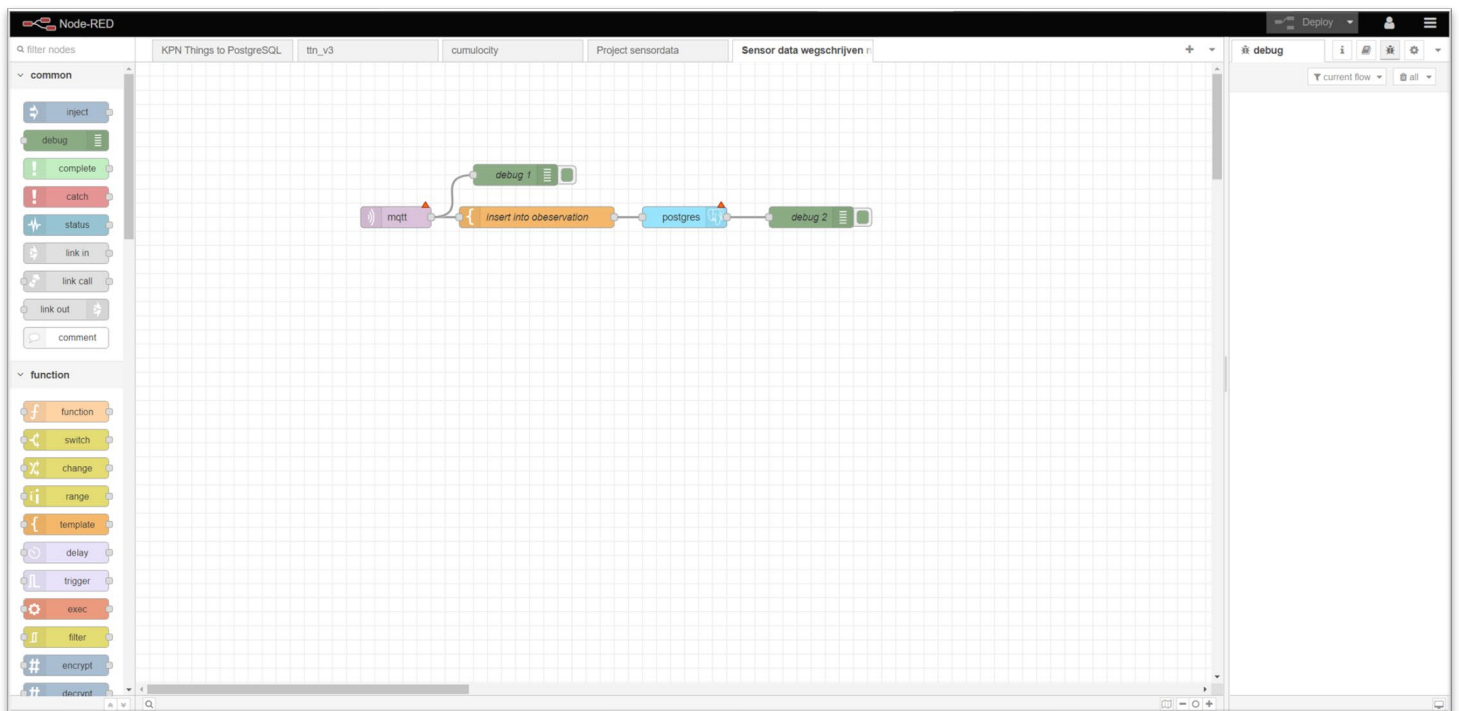 Node-RED
Deploy
filter nodes
KPN Things to PostgreSQL
ttn_v3
cumulocity
Project sensordata
Sensor data wegschrijven
debug
i
current flow
all
common
inject
debug
complete
catch
status
link in
link call
link out
comment
function
function
switch
change
range
template
delay
trigger
exec
filter
encrypt
decrypt
debug 1
mqtt
insert into obeservation
postgres
debug 2